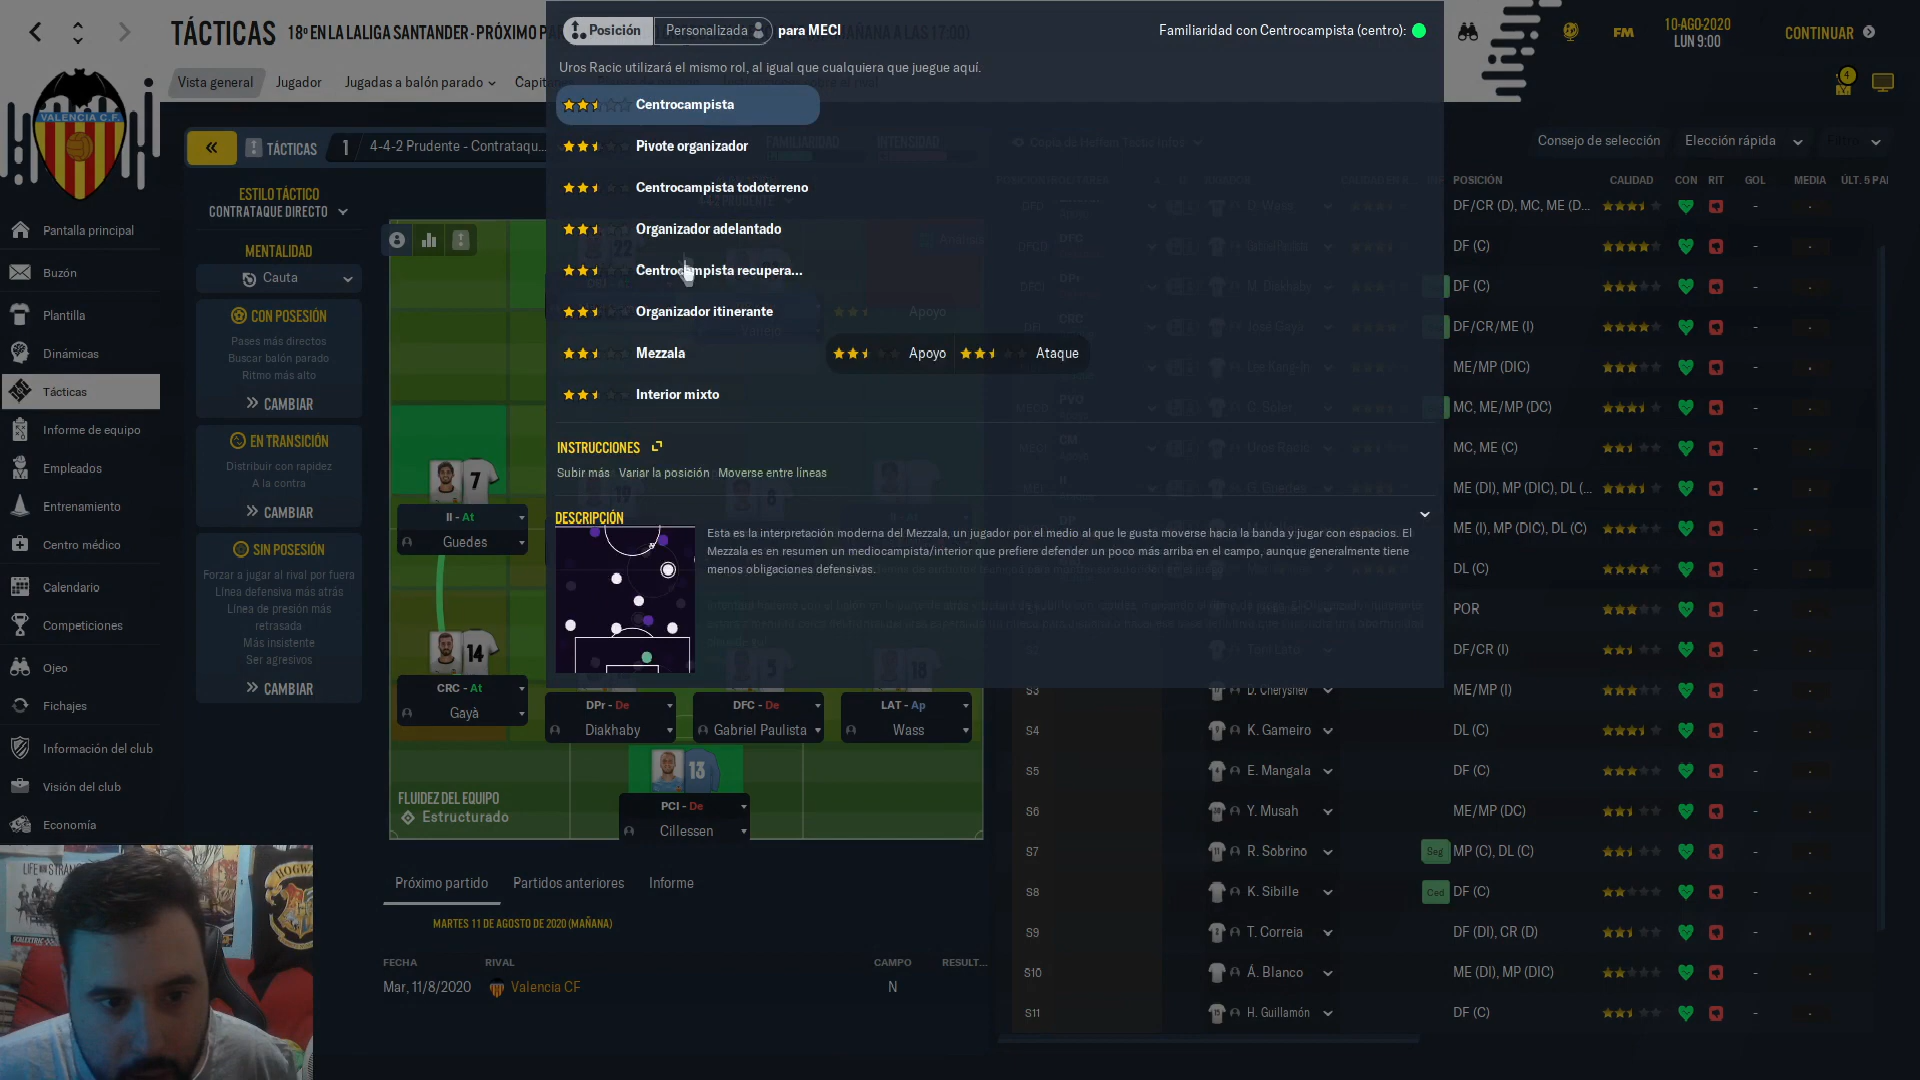 TÁCTICAS
18º EN LA LALIGA SANTANDER - PRÓXIMO P
Vista general
Jugador
Jugadas a balón parado
Capita
10-AGO-2020
LUN 9:00
FM
CONTINUAR
4
VALENCIA C.F.
Pantalla principal
Buzón
Plantilla
Dinámicas
Tácticas
Informe de equipo
Empleados
Entrenamiento
Centro médico
Calendario
Competiciones
Ojeo
Fichajes
Información del club
Visión del club
Economía
TÁCTICAS
1
4-4-2 Prudente - Contrataqu...
ESTILO TÁCTICO
CONTRATAQUE DIRECTO
MENTALIDAD
Cauta
CON POSESIÓN
Pases más directos
Buscar balón parado
Ritmo más alto
CAMBIAR
EN TRANSICIÓN
Distribuir con rapidez
A la contra
CAMBIAR
SIN POSESIÓN
Forzar a jugar al rival por fuera
Línea defensiva más atrás
Línea de presión más
retrasada
Más insistente
Ser agresivos
CAMBIAR
Posición
Personalizada
para MECI
Familiaridad con Centrocampista (centro):
Uros Racic utilizará el mismo rol, al igual que cualquiera que juegue aquí.
Centrocampista
Pivote organizador
Centrocampista todoterreno
Organizador adelantado
Centrocampista recupera...
Organizador itinerante
Apoyo
Mezzala
Apoyo
Ataque
Interior mixto
INSTRUCCIONES
Subir más Variar la posición Moverse entre líneas
DESCRIPCIÓN
Esta es la interpretación moderna del Mezzala, un jugador por el medio al que le gusta moverse hacia la banda y jugar con espacios. El
Mezzala es en resumen un mediocampista/interior que prefiere defender un poco más arriba en el campo, aunque generalmente tiene
menos obligaciones defensivas.
7
II - At
Guedes
14
CRC - At
Gayà
DPr - De
Diakhaby
5
DFC - De
Gabriel Paulista
18
LAT - Ap
Wass
13
PCI - De
Cillessen
FLUIDEZ DEL EQUIPO
Estructurado
Próximo partido
Partidos anteriores
Informe
MARTES 11 DE AGOSTO DE 2020 (MAÑANA)
FECHA
RIVAL
CAMPO
RESULT...
Mar, 11/8/2020
Valencia CF
N
Consejo de selección
Elección rápida
Filtros
POSICIÓN
CALIDAD
CON
RIT
GOL
MEDIA
ÚLT. 5 PAI
DF/CR (D), MC, ME (D...
DF (C)
DF (C)
DF/CR/ME (I)
ME/MP (DIC)
MC, ME/MP (DC)
MC, ME (C)
ME (DI), MP (DIC), DL (...
ME (I), MP (DIC), DL (C)
DL (C)
POR
DF/CR (I)
S3 D. Cheryshev ME/MP (I)
S4 K. Gameiro DL (C)
S5 E. Mangala DF (C)
S6 Y. Musah ME/MP (DC)
S7 R. Sobrino Seg MP (C), DL (C)
S8 K. Sibille Ced DF (C)
S9 T. Correia DF (DI), CR (D)
S10 Á. Blanco ME (DI), MP (DIC)
S11 H. Guillamón DF (C)